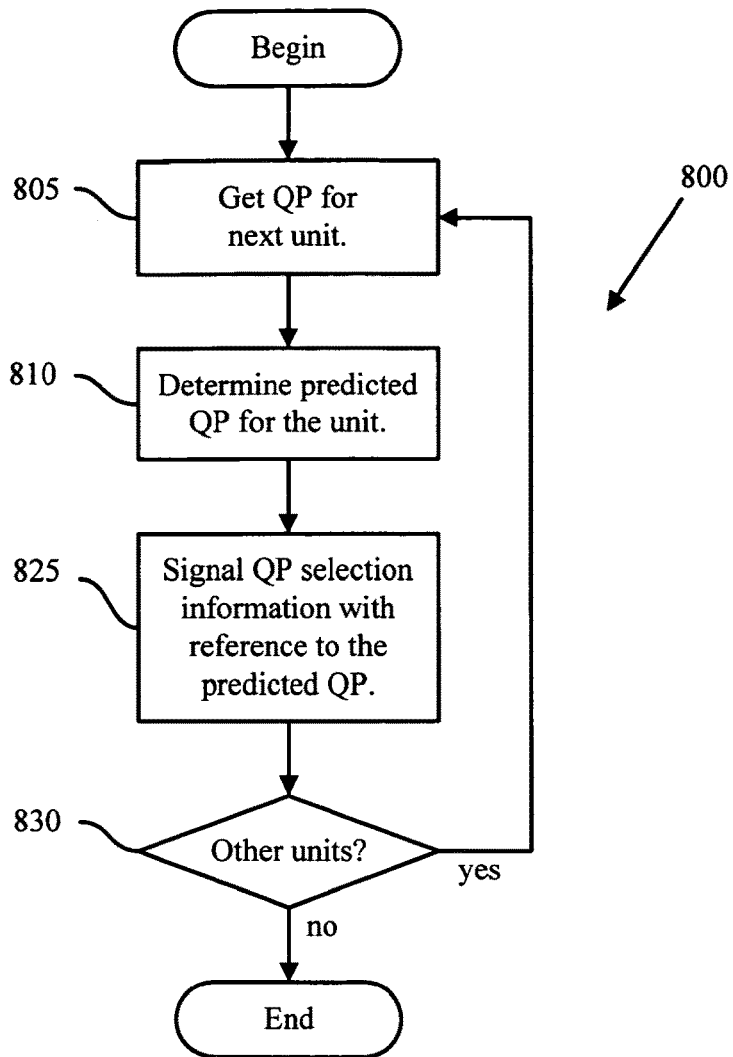 Begin
805
Get QP for
next unit.
800
810
Determine predicted
QP for the unit.
825
Signal QP selection
information with
reference to the
predicted QP.
830
Other units?
yes
no
End